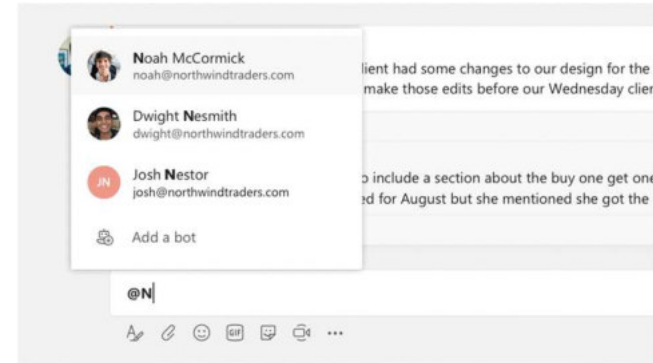 Noah McCormick
noah@northwindtraders.com
lient had some changes to our design for the
make those edits before our Wednesday clien
Dwight Nesmith
dwight@northwindtraders.com
JN
Josh Nestor
josh@northwindtraders.com
o include a section about the buy one get one
ed for August but she mentioned she got the
Add a bot
@N
GIF